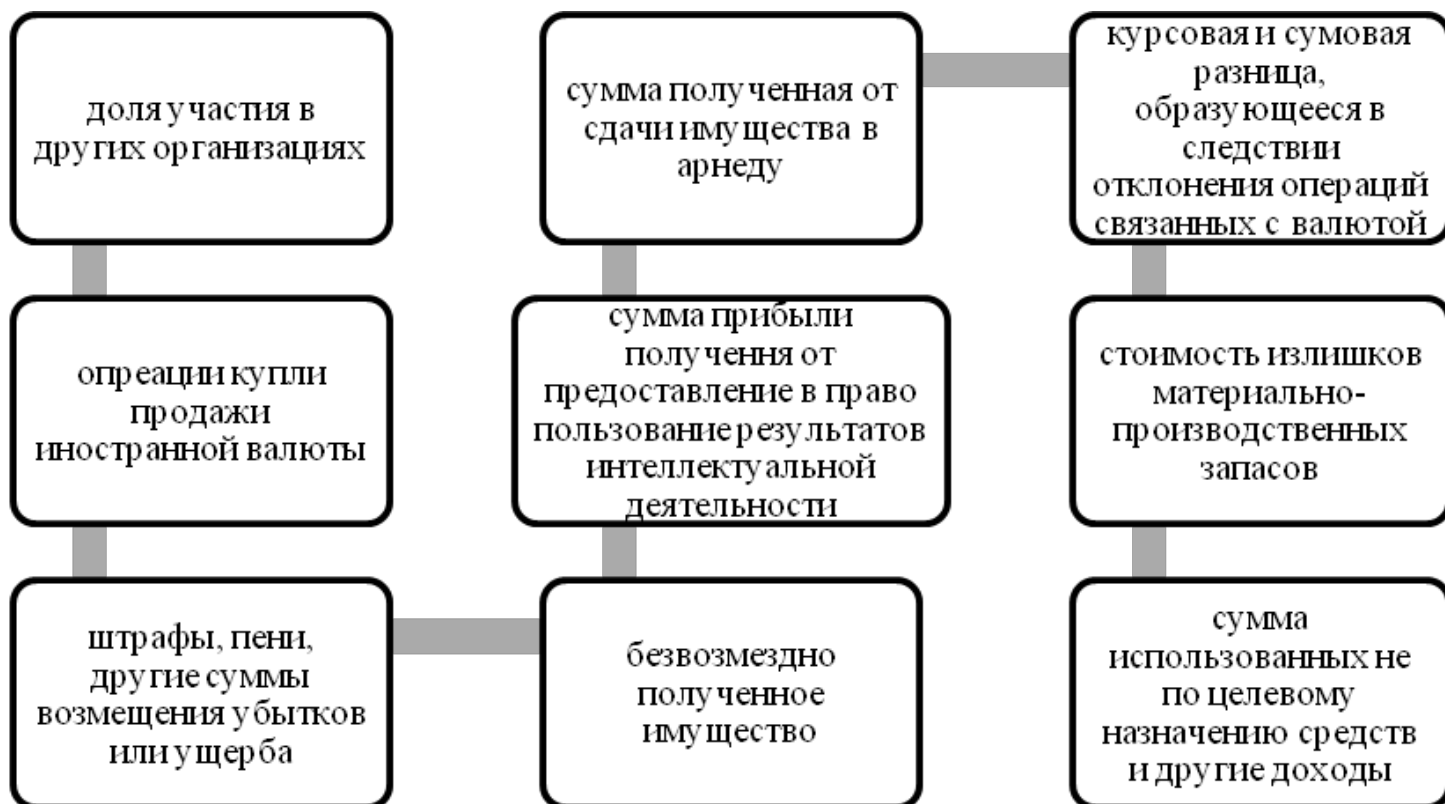 доля участия в
других организациях
опреации купли
продажи
иностранной валюты
штрафы, пени,
другие суммы
возмещения убытков
или ущерба
безвозмездно
полученное
имущество
сумма прибыли
получення от
предоставление в право
пользование результатов
интеллектуальной
деятельности
сумма полученная от
сдачи имущества в
арнеду
курсовая и сумовая
разница,
образующееся в
следствии
отклонения операций
связанных с валютой
стоимость излишков
материально-
производственных
запасов
сумма
использованных не
по целевому
назначению средств
и другие доходы